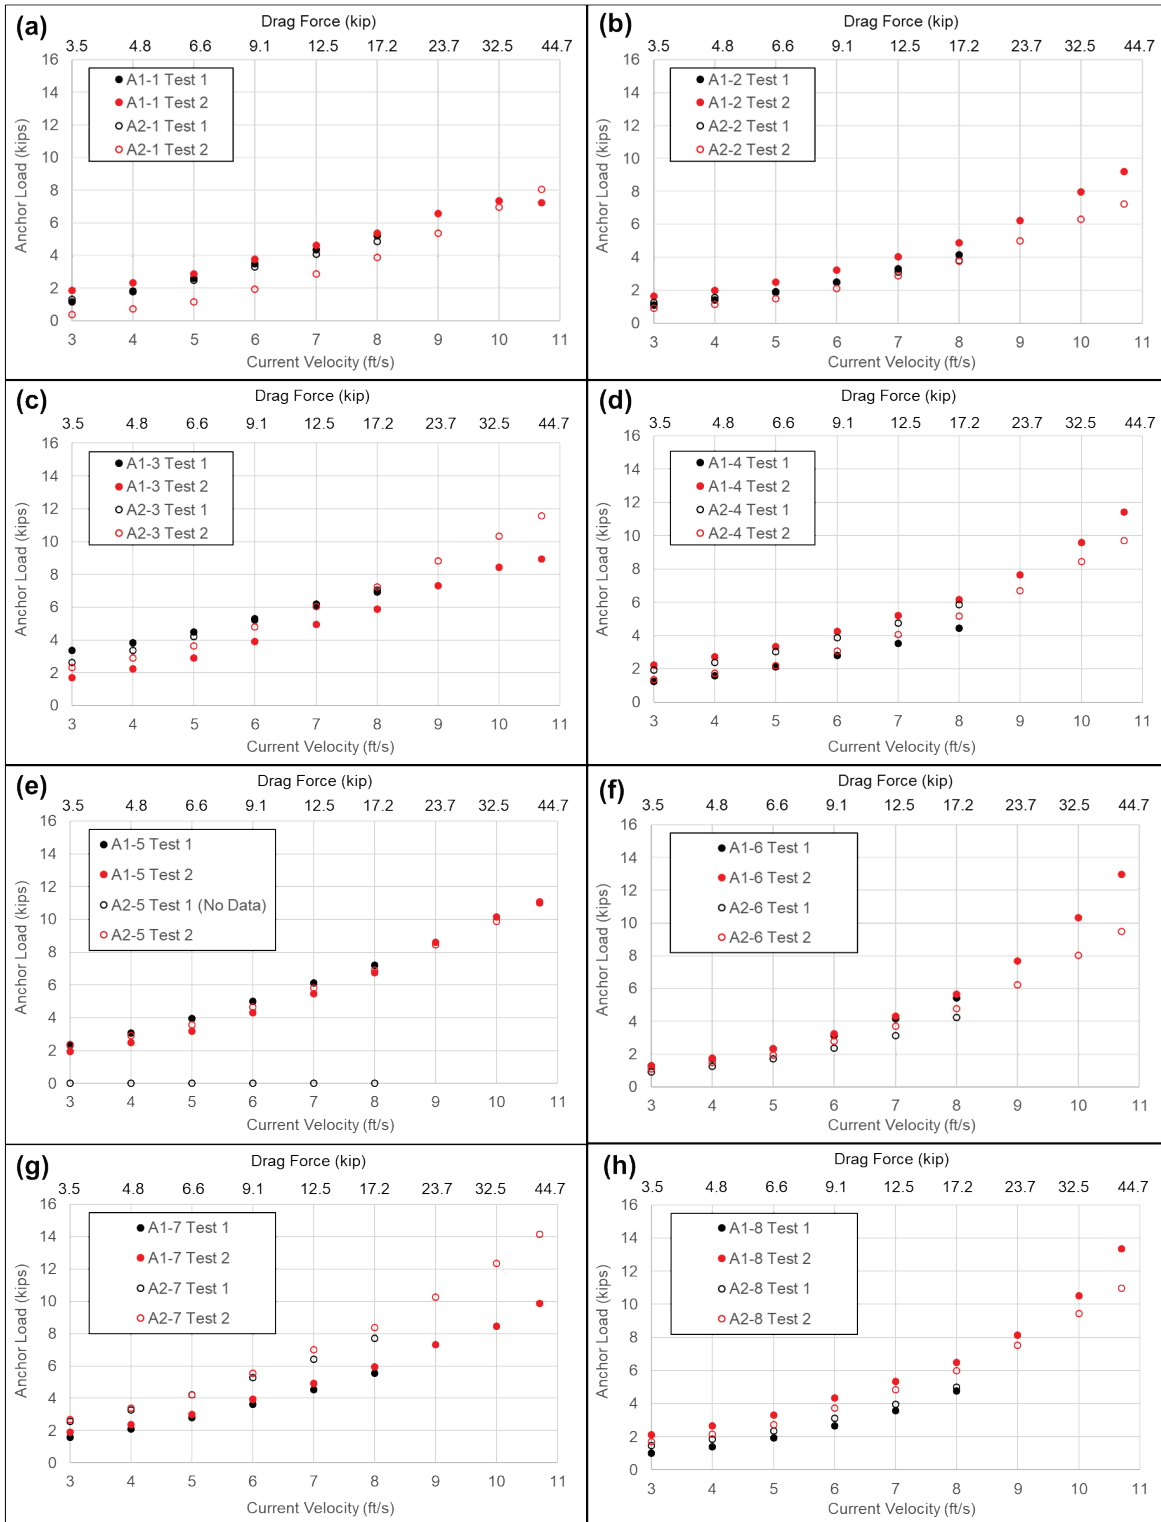 (a)
Drag Force (kip)
3.5 4.8 6.6 9.1 12.5 17.2 23.7 32.5 44.7
16
14
12
10
8
6
4
2
0
Anchor Load (kips)
A1-1 Test 1
A1-1 Test 2
A2-1 Test 1
A2-1 Test 2
3 4 5 6 7 8 9 10 11
Current Velocity (ft/s)
(b)
Drag Force (kip)
3.5 4.8 6.6 9.1 12.5 17.2 23.7 32.5 44.7
16
14
12
10
8
6
4
2
0
Anchor Load (kips)
A1-2 Test 1
A1-2 Test 2
A2-2 Test 1
A2-2 Test 2
3 4 5 6 7 8 9 10 11
Current Velocity (ft/s)
(c)
Drag Force (kip)
3.5 4.8 6.6 9.1 12.5 17.2 23.7 32.5 44.7
16
14
12
10
8
6
4
2
0
Anchor Load (kips)
A1-3 Test 1
A1-3 Test 2
A2-3 Test 1
A2-3 Test 2
3 4 5 6 7 8 9 10 11
Current Velocity (ft/s)
(d)
Drag Force (kip)
3.5 4.8 6.6 9.1 12.5 17.2 23.7 32.5 44.7
16
14
12
10
8
6
4
2
0
Anchor Load (kips)
A1-4 Test 1
A1-4 Test 2
A2-4 Test 1
A2-4 Test 2
3 4 5 6 7 8 9 10 11
Current Velocity (ft/s)
(e)
Drag Force (kip)
3.5 4.8 6.6 9.1 12.5 17.2 23.7 32.5 44.7
16
14
12
10
8
6
4
2
0
Anchor Load (kips)
A1-5 Test 1
A1-5 Test 2
A2-5 Test 1 (No Data)
A2-5 Test 2
3 4 5 6 7 8 9 10 11
Current Velocity (ft/s)
(f)
Drag Force (kip)
3.5 4.8 6.6 9.1 12.5 17.2 23.7 32.5 44.7
16
14
12
10
8
6
4
2
0
Anchor Load (kips)
A1-6 Test 1
A1-6 Test 2
A2-6 Test 1
A2-6 Test 2
3 4 5 6 7 8 9 10 11
Current Velocity (ft/s)
(g)
Drag Force (kip)
3.5 4.8 6.6 9.1 12.5 17.2 23.7 32.5 44.7
16
14
12
10
8
6
4
2
0
Anchor Load (kips)
A1-7 Test 1
A1-7 Test 2
A2-7 Test 1
A2-7 Test 2
3 4 5 6 7 8 9 10 11
Current Velocity (ft/s)
(h)
Drag Force (kip)
3.5 4.8 6.6 9.1 12.5 17.2 23.7 32.5 44.7
16
14
12
10
8
6
4
2
0
Anchor Load (kips)
A1-8 Test 1
A1-8 Test 2
A2-8 Test 1
A2-8 Test 2
3 4 5 6 7 8 9 10 11
Current Velocity (ft/s)